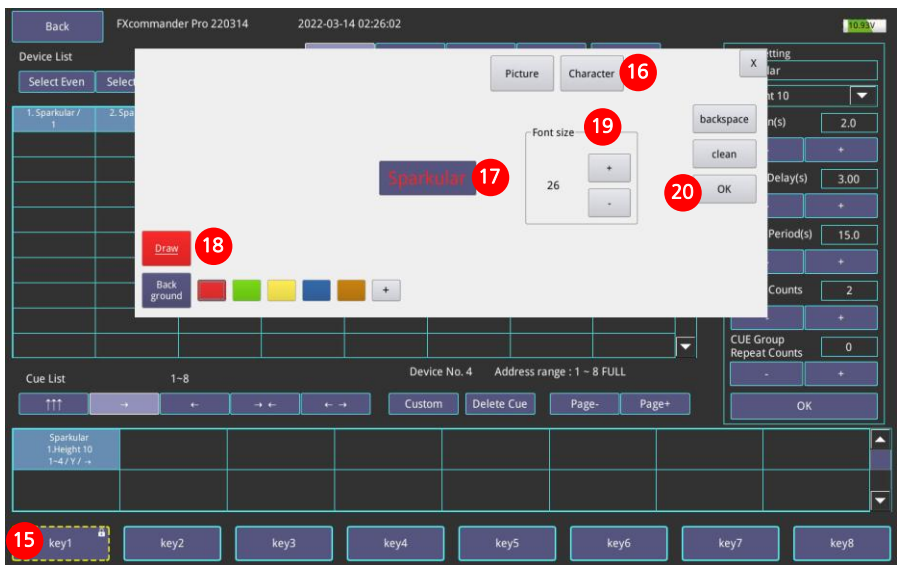 Back
FXcommander Pro 220314
2022-03-14 02:26:02
10.93V
Device List
Select Even
Select
1. Sparkular /
1
2. Spa
Picture
Character
16
X
backspace
clean
OK
20
Font size
19
26
+
-
Sparkular
17
Draw
18
Back
ground
+
etting
lar
ht 10
n(s)
2.0
-
+
Delay(s)
3.00
-
+
Period(s)
15.0
-
+
Counts
2
-
+
CUE Group
Repeat Counts
0
-
+
OK
Cue List
1~8
Device No. 4
Address range : 1 ~ 8 FULL
↑↑↑
→
←
→ ←
← →
Custom
Delete Cue
Page-
Page+
Sparkular
1.Height 10
1~4 / Y / →
15
key1
key2
key3
key4
key5
key6
key7
key8